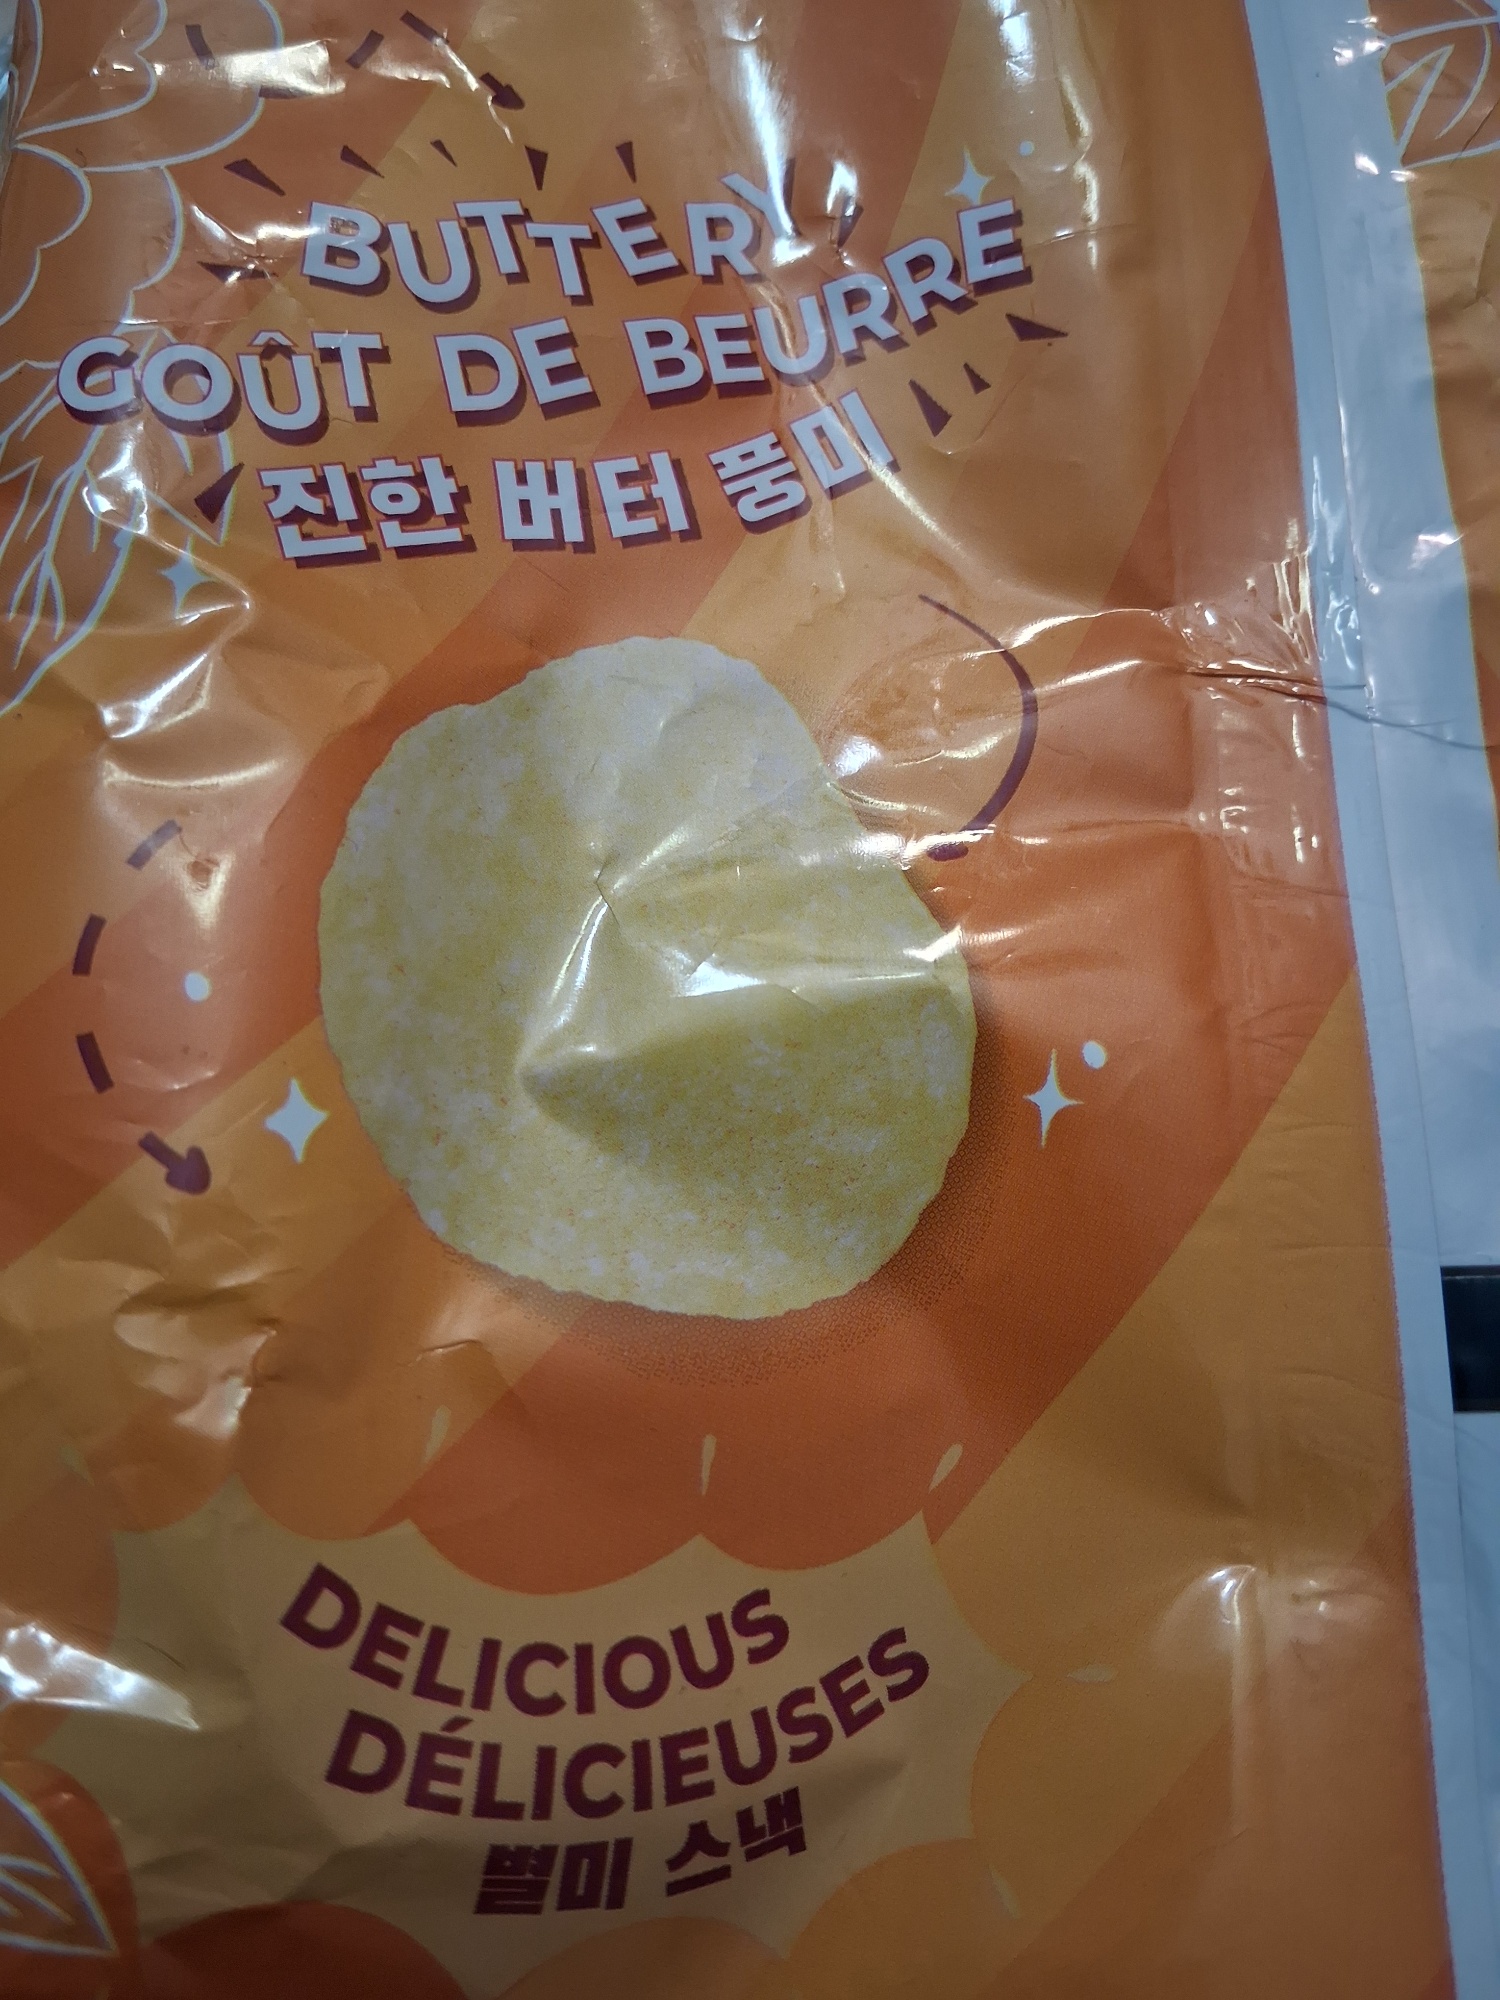 BUTTERY
GOÛT DE BEURRE
진한 버터 풍미
DELICIOUS
DÉLICIEUSES
별미 스낵